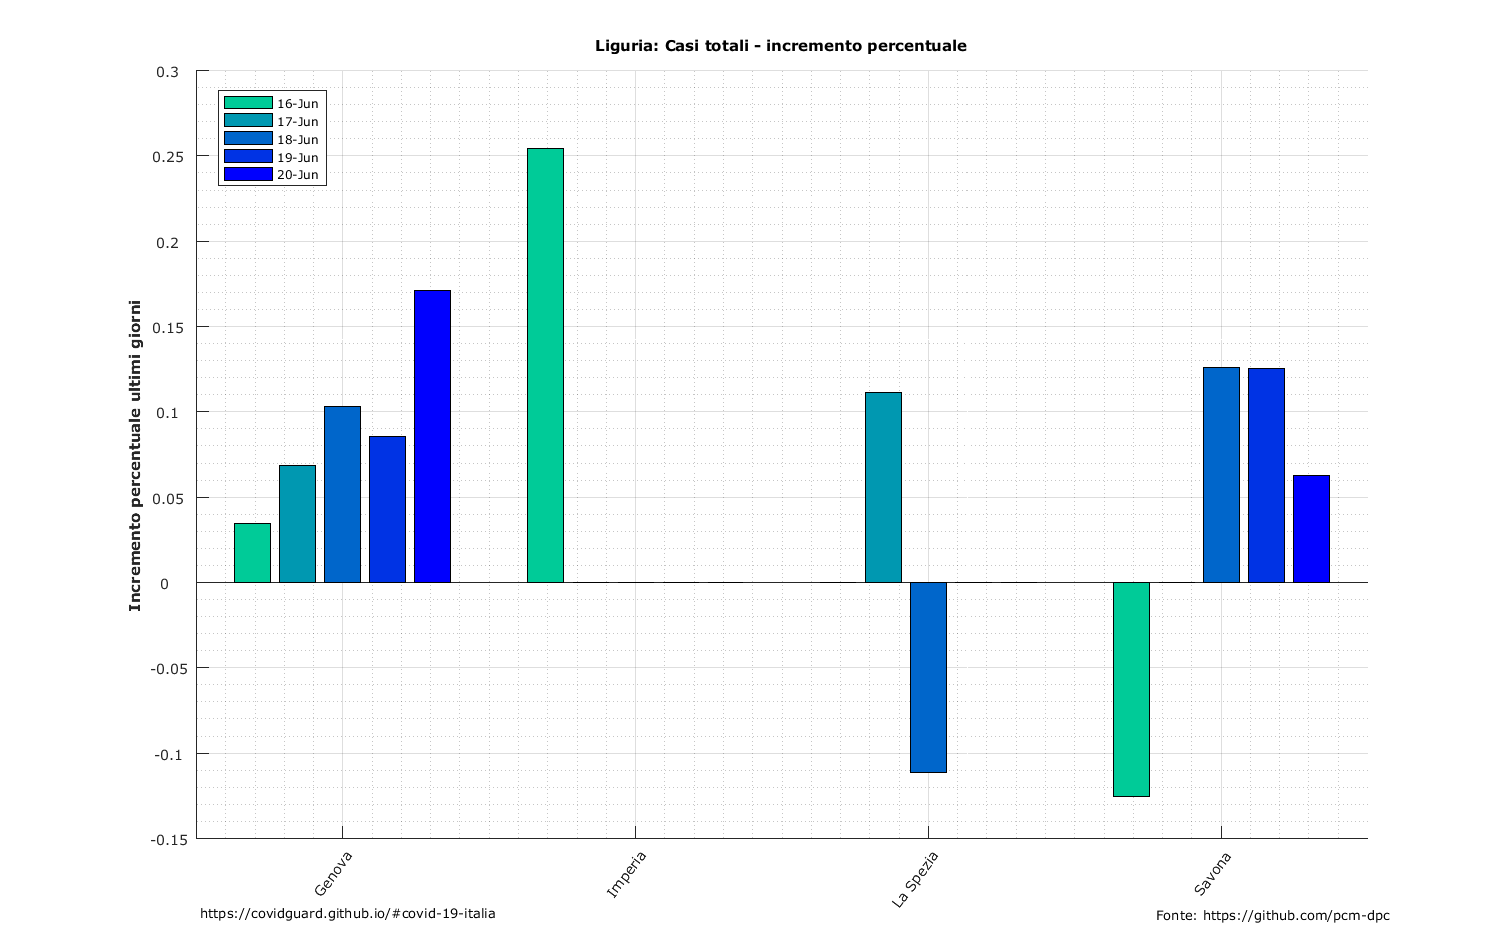 Liguria: Casi totali - incremento percentuale
0.3
0.25
0.2
0.15
0.1
0.05
0
-0.05
-0.1
-0.15
Incremento percentuale ultimi giorni
16-Jun
17-Jun
18-Jun
19-Jun
20-Jun
Genova
Imperia
La Spezia
Savona
https://covidguard.github.io/#covid-19-italia
Fonte: https://github.com/pcm-dpc